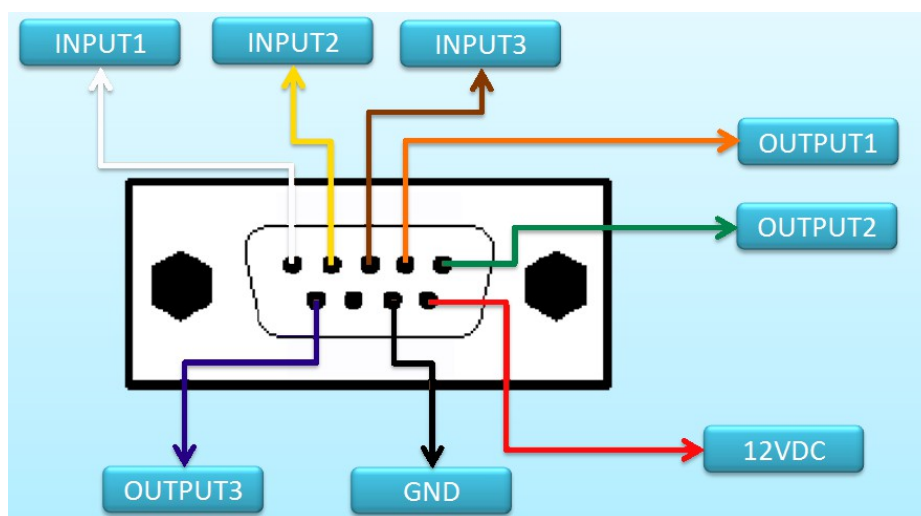 INPUT1
INPUT2
INPUT3
OUTPUT1
OUTPUT2
12VDC
OUTPUT3
GND